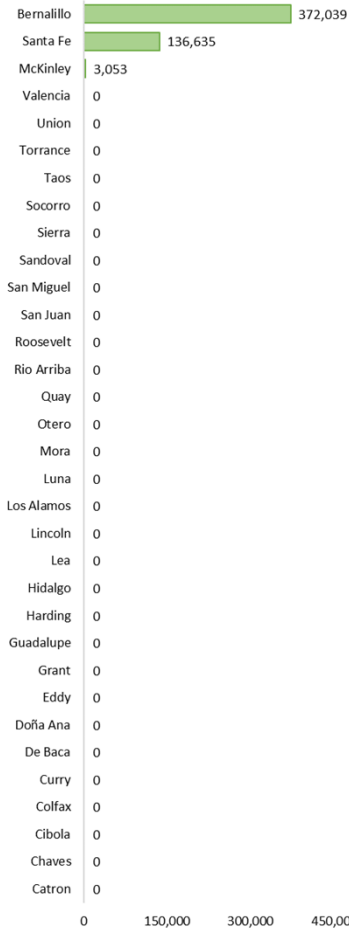 Bernalillo 372,039
Santa Fe 136,635
McKinley 3,053
Valencia 0
Union 0
Torrance 0
Taos 0
Socorro 0
Sierra 0
Sandoval 0
San Miguel 0
San Juan 0
Roosevelt 0
Rio Arriba 0
Quay 0
Otero 0
Mora 0
Luna 0
Los Alamos 0
Lincoln 0
Lea 0
Hidalgo 0
Harding 0
Guadalupe 0
Grant 0
Eddy 0
Doña Ana 0
De Baca 0
Curry 0
Colfax 0
Cibola 0
Chaves 0
Catron 0
0 150,000 300,000